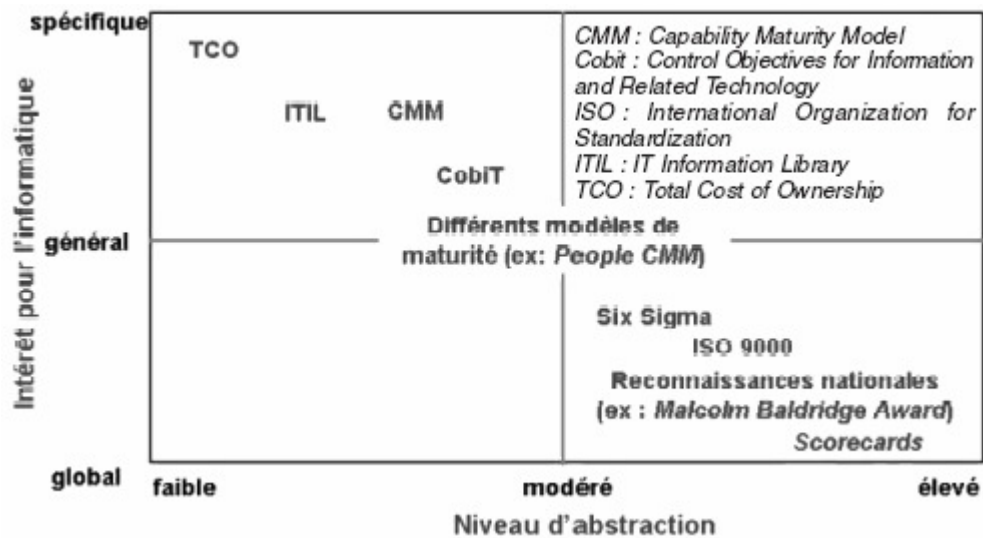 spécifique
TCO
CMM : Capability Maturity Model
Cobit : Control Objectives for Information
and Related Technology
ISO : International Organization for
Standardization
ITIL : IT Information Library
TCO : Total Cost of Ownership
ITIL
CMM
CobiT
Intérêt pour l'informatique
général
Différents modèles de
maturité (ex: People CMM)
Six Sigma
ISO 9000
Reconnaissances nationales
(ex : Malcolm Baldridge Award)
Scorecards
global
faible
modéré
élevé
Niveau d'abstraction